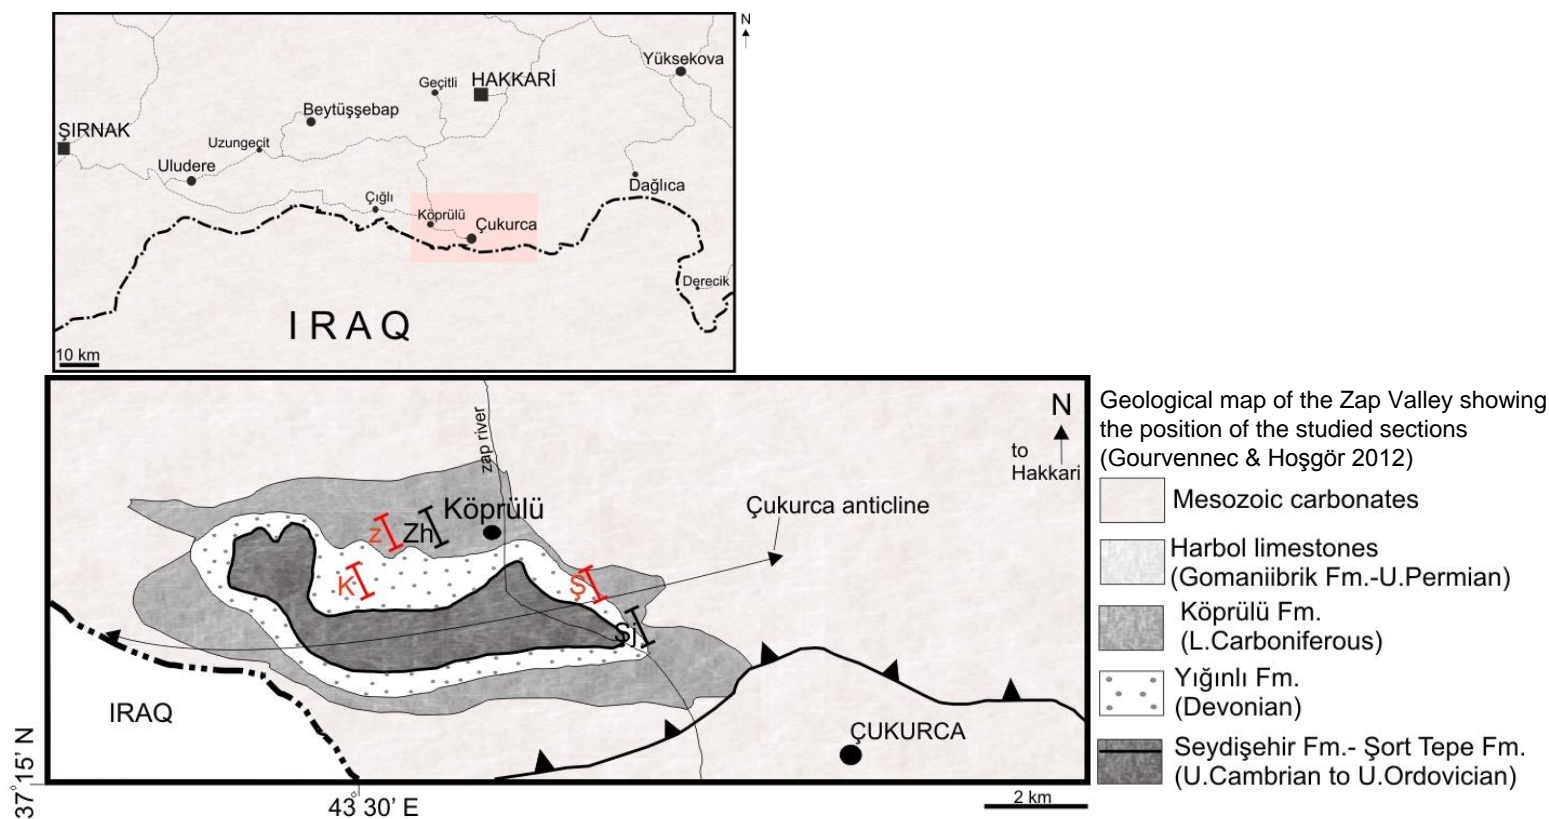 N
Yüksekova
Geçitli
HAKKARİ
Beytüşşebap
ŞIRNAK
Uzungeçit
Uludere
Dağlıca
Çığlı
Köprülü
Çukurca
Derecik
IRAQ
10 km
zap river
N
to
Hakkari
Köprülü
Çukurca anticline
z
Zh
K
Ş
Sj
IRAQ
ÇUKURCA
37° 15' N
43° 30' E
2 km
Geological map of the Zap Valley showing
the position of the studied sections
(Gourvennec & Hoşgör 2012)
Mesozoic carbonates
Harbol limestones
(Gomaniibrik Fm.-U.Permian)
Köprülü Fm.
(L.Carboniferous)
Yığınlı Fm.
(Devonian)
Seydişehir Fm.- Şort Tepe Fm.
(U.Cambrian to U.Ordovician)